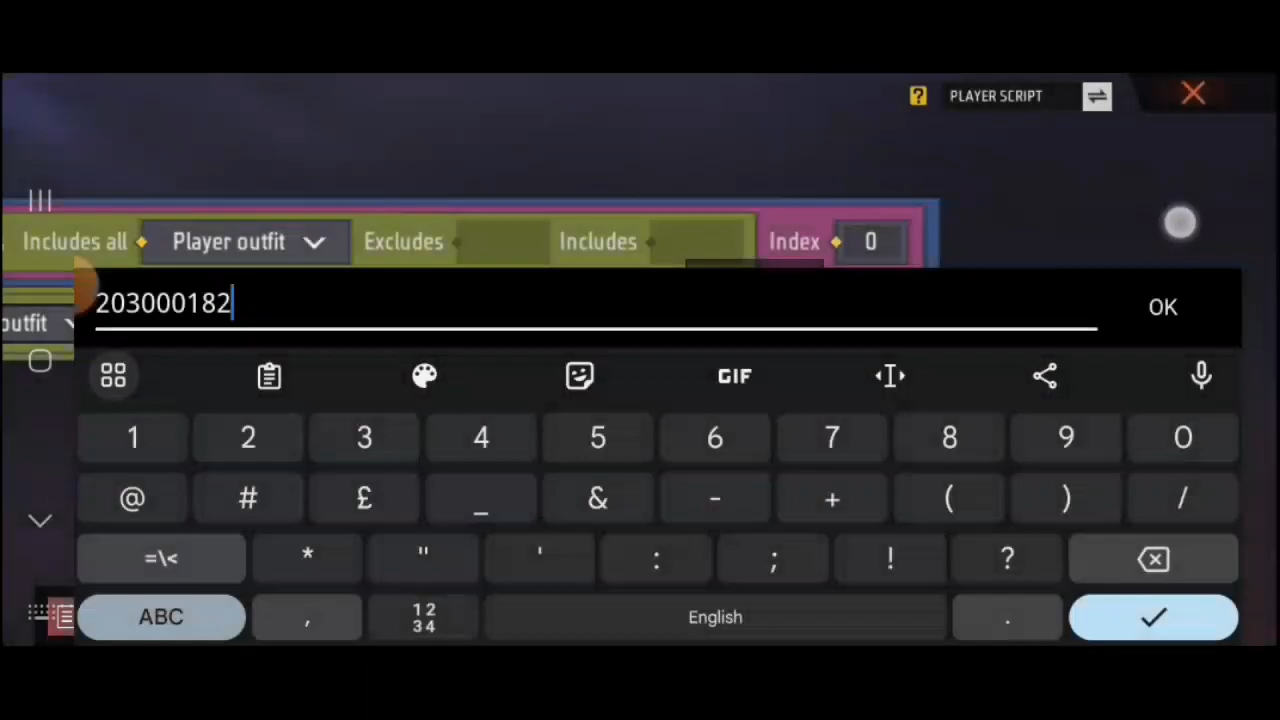 ? PLAYER SCRIPT
Includes all Player outfit Excludes Includes Index 0
outfit
203000182 OK
GIF
1 2 3 4 5 6 7 8 9 0
@ # £ _ & - + ( ) /
=\< * " ' : ; ! ?
ABC , 12 34 English .